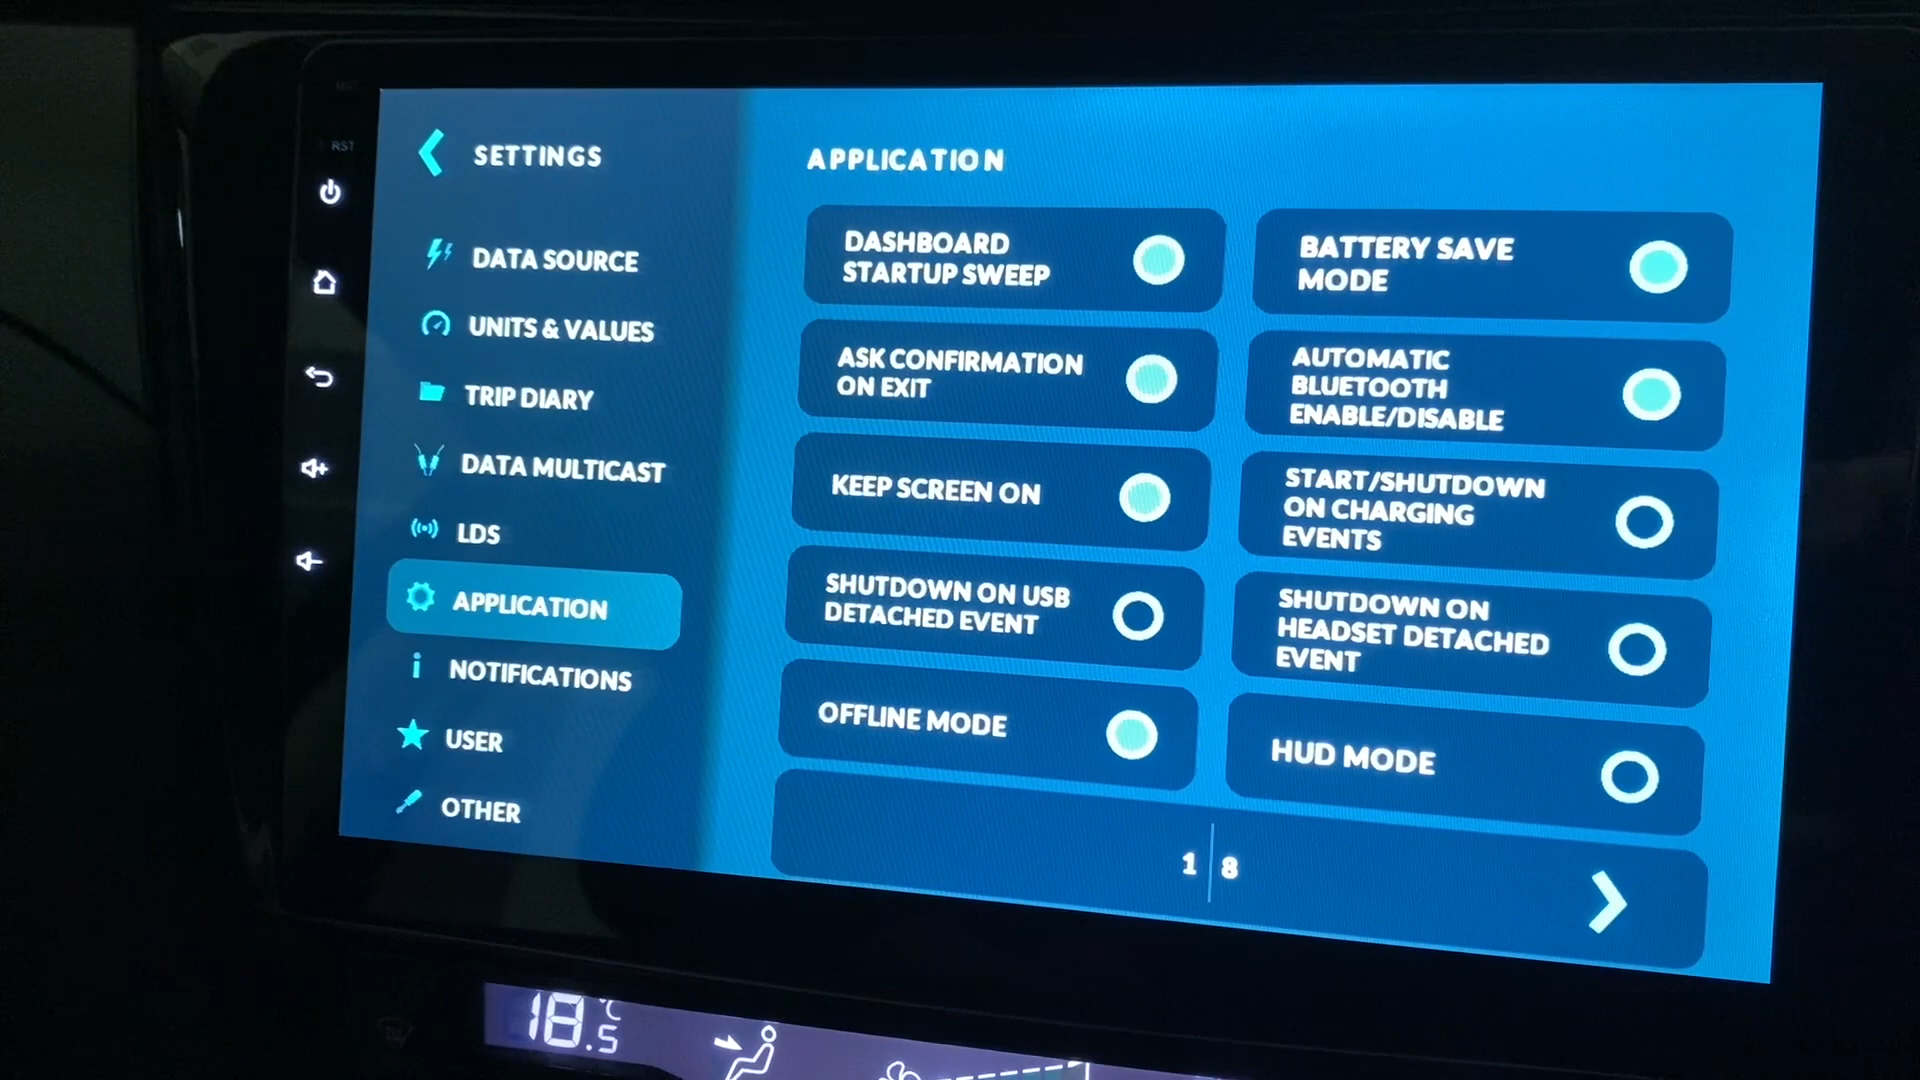 RST
SETTINGS
DATA SOURCE
UNITS & VALUES
TRIP DIARY
DATA MULTICAST
LDS
APPLICATION
NOTIFICATIONS
USER
OTHER
APPLICATION
DASHBOARD
STARTUP SWEEP
BATTERY SAVE
MODE
ASK CONFIRMATION
ON EXIT
AUTOMATIC
BLUETOOTH
ENABLE/DISABLE
KEEP SCREEN ON
START/SHUTDOWN
ON CHARGING
EVENTS
SHUTDOWN ON USB
DETACHED EVENT
SHUTDOWN ON
HEADSET DETACHED
EVENT
OFFLINE MODE
HUD MODE
1 | 8
18.5°C